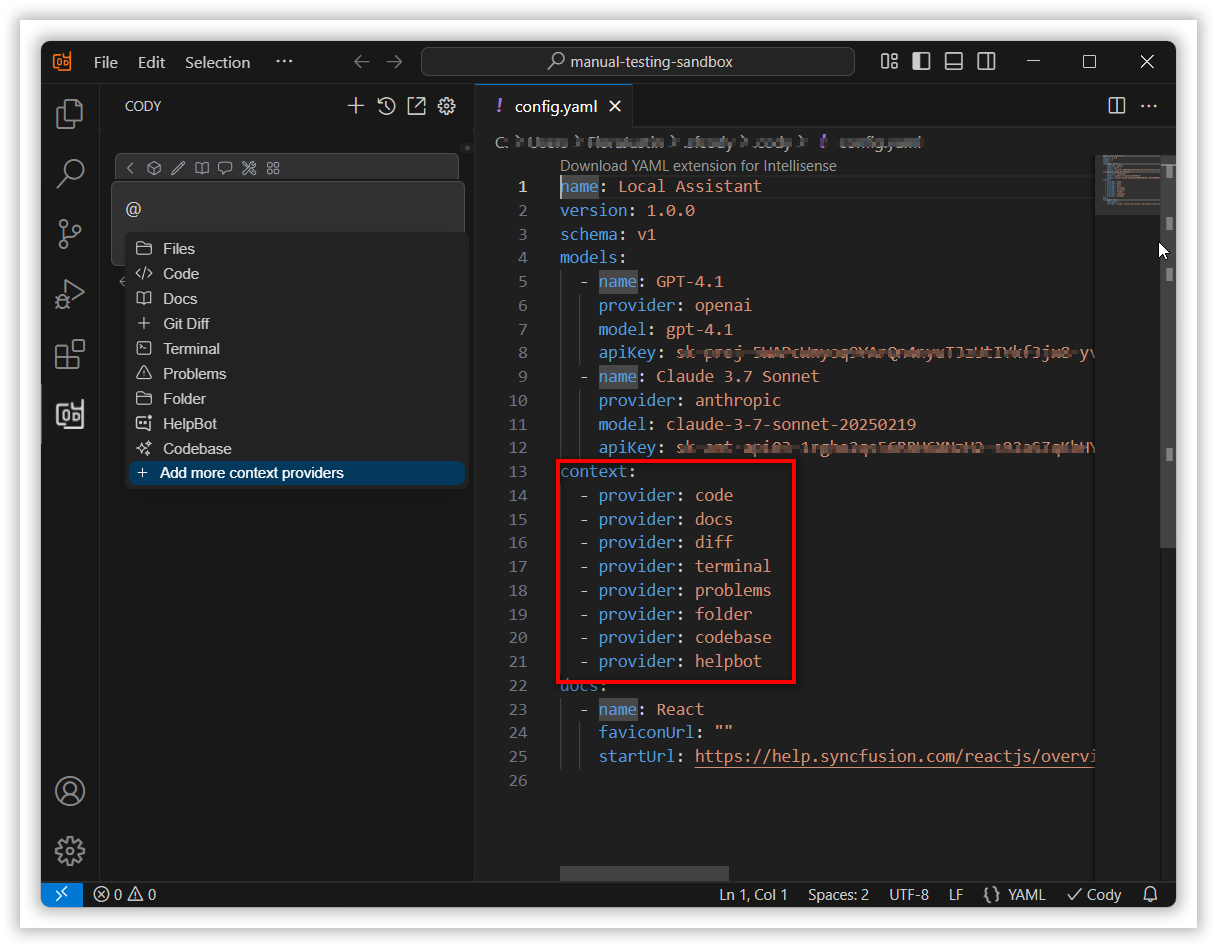 File Edit Selection ···
manual-testing-sandbox
CODY
config.yaml
C: > Users >
config.yaml
@
Files
Code
Docs
Git Diff
Terminal
Problems
Folder
HelpBot
Codebase
+ Add more context providers
Download YAML extension for Intellisense
1 name: Local Assistant
2 version: 1.0.0
3 schema: v1
4 models:
5 - name: GPT-4.1
6 provider: openai
7 model: gpt-4.1
8 apiKey:
9 - name: Claude 3.7 Sonnet
10 provider: anthropic
11 model: claude-3-7-sonnet-20250219
12 apiKey:
13 context:
14 - provider: code
15 - provider: docs
16 - provider: diff
17 - provider: terminal
18 - provider: problems
19 - provider: folder
20 - provider: codebase
21 - provider: helpbot
22 docs:
23 - name: React
24 faviconUrl: ""
25 startUrl: https://help.syncfusion.com/reactjs/overvi
26
0 0
Ln 1, Col 1 Spaces: 2 UTF-8 LF {} YAML Cody